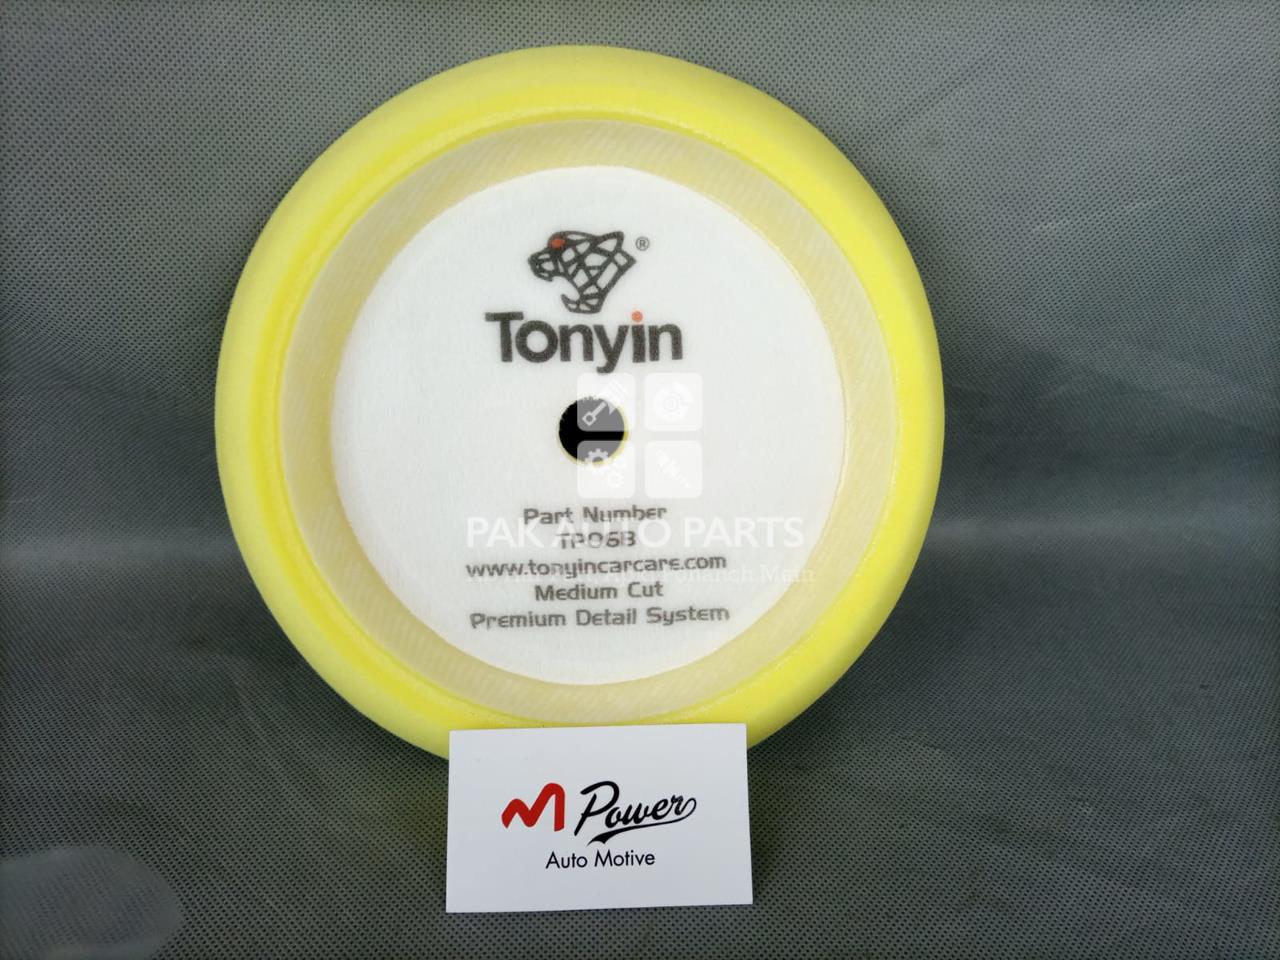 ®
Tonyin
Part Number
PAK AUTO PARTS
TP06B
www.tonyincarcare.com
Medium Cut
Premium Detail System
M Power
Auto Motive